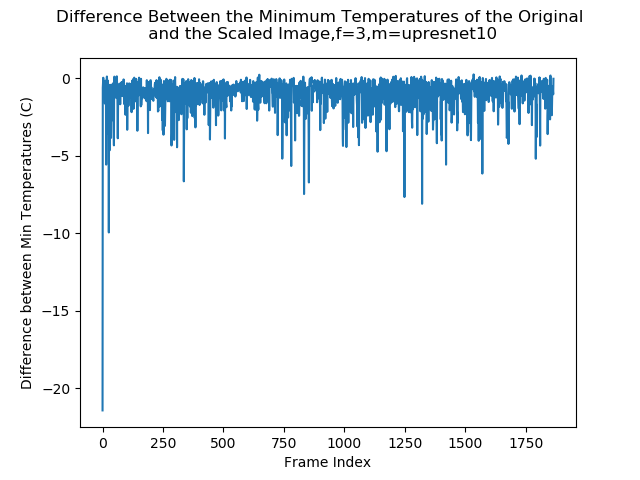 Difference Between the Minimum Temperatures of the Original
and the Scaled Image,f=3,m=upresnet10
Difference between Min Temperatures (C)
0
−5
−10
−15
−20
0 250 500 750 1000 1250 1500 1750
Frame Index